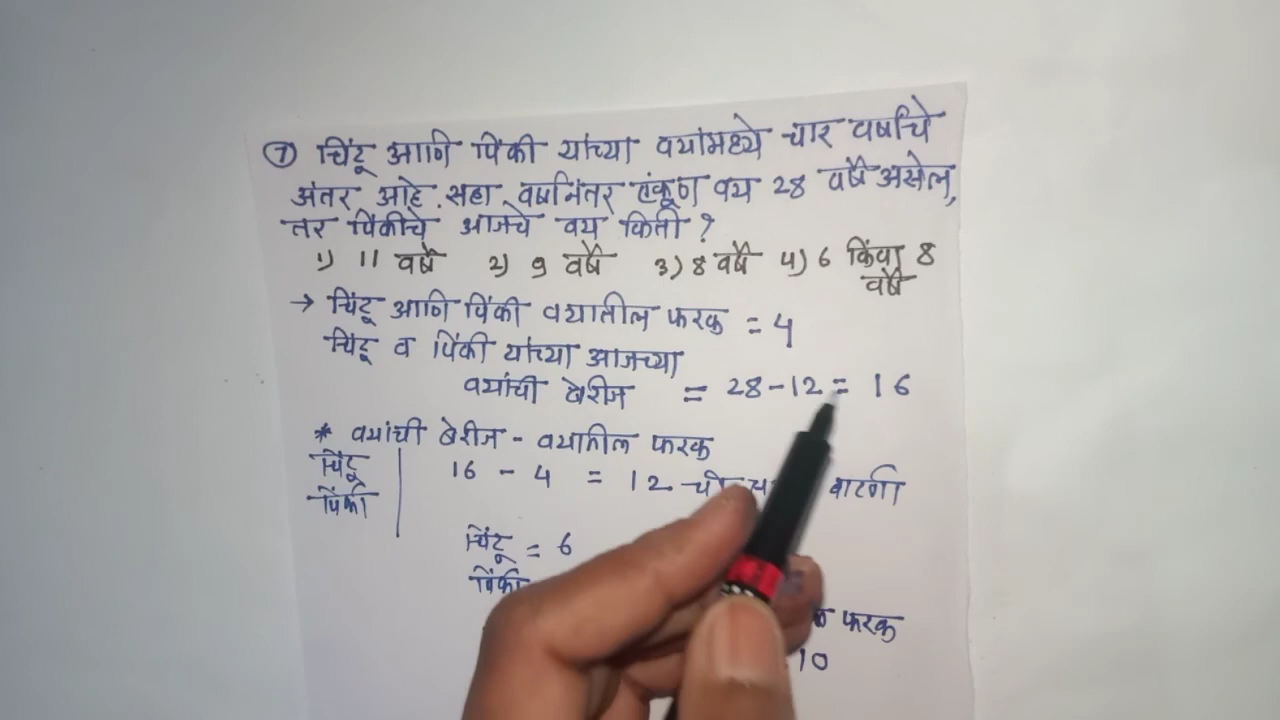 7 चिंटू आणि पिंकी यांच्या वयांमध्ये चार वर्षांचे
अंतर आहे. सहा वर्षांनंतर एकूण वय 28 वर्षे असेल,
तर पिंकीचे आजचे वय किती ?
1) 11 वर्षे 2) 9 वर्षे 3) 8 वर्षे 4) 6 किंवा 8
वर्षे
→ चिंटू आणि पिंकी वयातील फरक = 4
चिंटू व पिंकी यांच्या आजच्या
वयांची बेरीज = 28 - 12 = 16
* वयांची बेरीज - वयातील फरक
चिंटू 16 - 4 = 12 वाटणी
पिंकी
चिंटू = 6
पिंकी
फरक
10